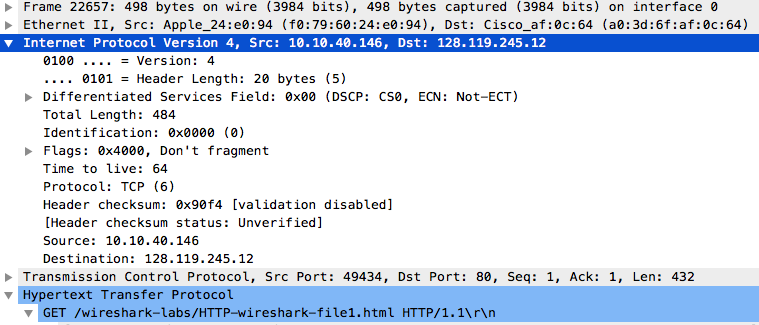 Frame 22657: 498 bytes on wire (3984 bits), 498 bytes captured (3984 bits) on interface 0
Ethernet II, Src: Apple_24:e0:94 (f0:79:60:24:e0:94), Dst: Cisco_af:0c:64 (a0:3d:6f:af:0c:64)
Internet Protocol Version 4, Src: 10.10.40.146, Dst: 128.119.245.12
0100 .... = Version: 4
.... 0101 = Header Length: 20 bytes (5)
Differentiated Services Field: 0x00 (DSCP: CS0, ECN: Not-ECT)
Total Length: 484
Identification: 0x0000 (0)
Flags: 0x4000, Don't fragment
Time to live: 64
Protocol: TCP (6)
Header checksum: 0x90f4 [validation disabled]
[Header checksum status: Unverified]
Source: 10.10.40.146
Destination: 128.119.245.12
Transmission Control Protocol, Src Port: 49434, Dst Port: 80, Seq: 1, Ack: 1, Len: 432
Hypertext Transfer Protocol
GET /wireshark-labs/HTTP-wireshark-file1.html HTTP/1.1\r\n